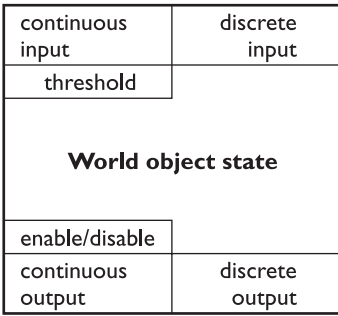 continuous discrete
input input
threshold
World object state
enable/disable
continuous discrete
output output